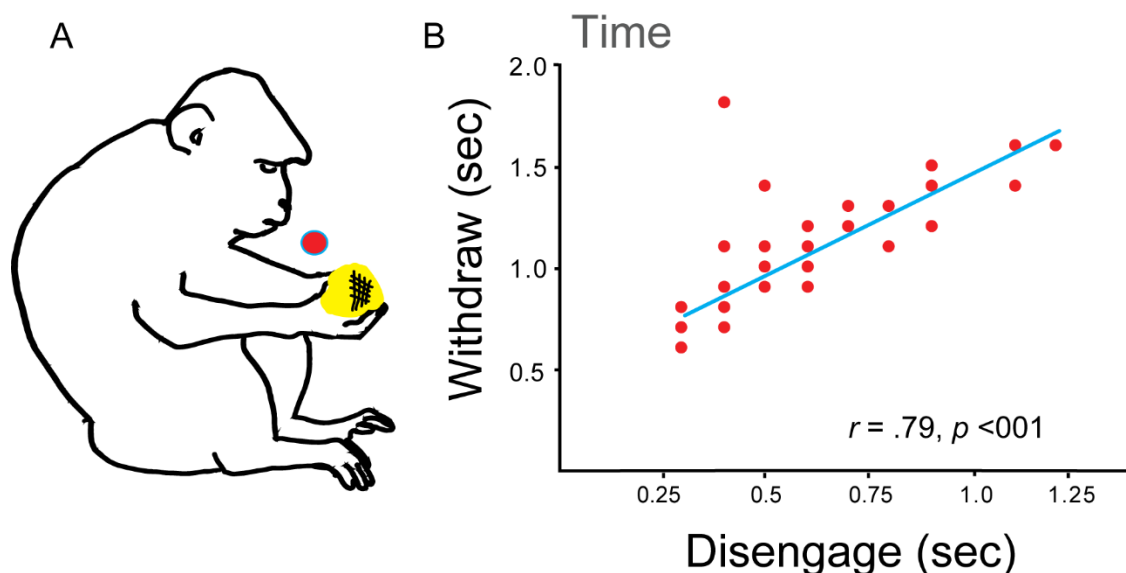 A
B
Time
Withdraw (sec)
2.0
1.5
1.0
0.5
r = .79, p <001
0.25 0.5 0.75 1.0 1.25
Disengage (sec)